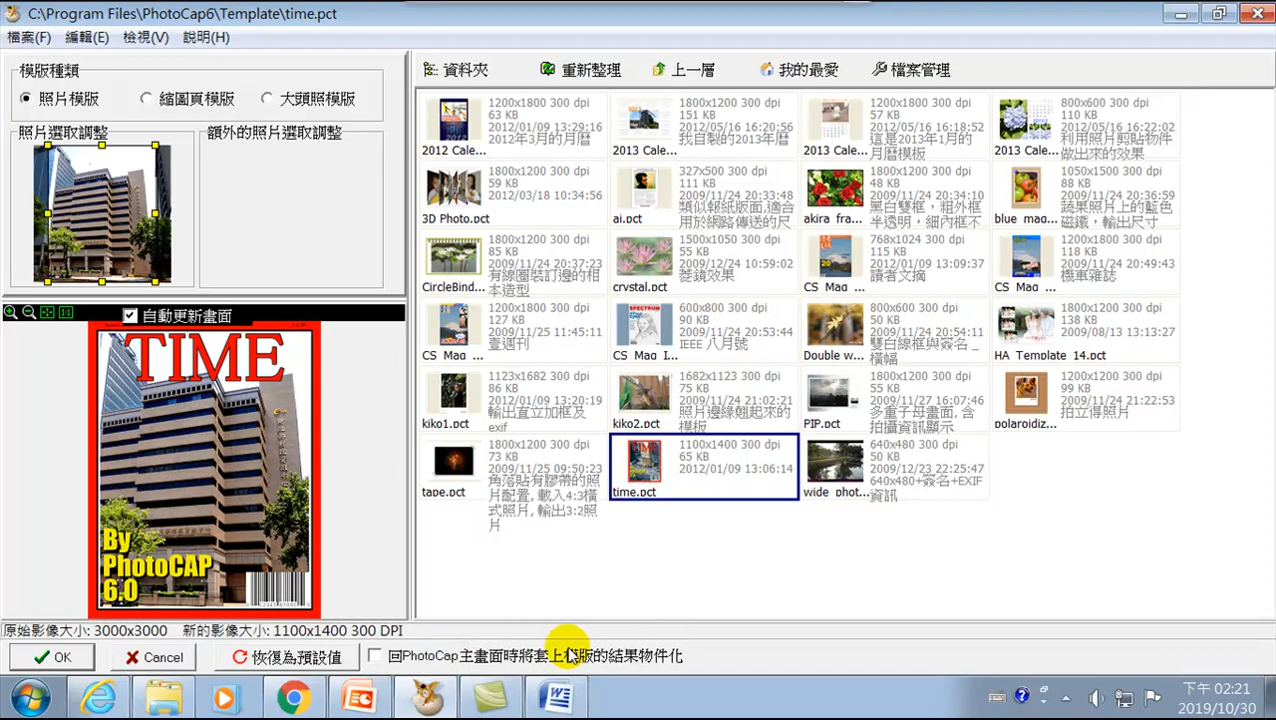 C:\Program Files\PhotoCap6\Template\time.pct
檔案(F) 編輯(E) 檢視(V) 說明(H)
模版種類
照片模版 縮圖頁模版 大頭照模版
照片選取調整 額外的照片選取調整
自動更新畫面
TIME
By
PhotoCAP
6.0
資料夾 重新整理 上一層 我的最愛 檔案管理
1200x1800 300 dpi
63 KB
2012/01/09 13:29:16
2012年3月的月曆
2012 Cale...
1800x1200 300 dpi
151 KB
2012/05/16 16:20:56
我自製的2013年曆
2013 Cale...
1200x1800 300 dpi
57 KB
2012/05/16 16:18:52
這是2013年1月的
月曆模板
2013 Cale...
800x600 300 dpi
110 KB
2012/05/16 16:22:02
利用照片剪貼物件
做出來的效果
2013 Cale...
1800x1200 300 dpi
59 KB
2012/03/18 10:34:56
3D Photo.pct
327x500 300 dpi
111 KB
2009/11/24 20:33:48
類似報紙版面,適合
用於網路傳送的尺
ai.pct
1800x1200 300 dpi
48 KB
2009/11/24 20:34:10
黑白雙框，粗外框
半透明，細內框不
akira fra...
1050x1500 300 dpi
88 KB
2009/11/24 20:36:59
蔬果照片上的藍色
磁鐵，輸出尺寸
blue mag...
1800x1200 300 dpi
85 KB
2009/11/24 20:37:23
有線圈裝訂邊的相
本造型
CircleBind...
1500x1050 300 dpi
55 KB
2009/11/24 10:59:02
菱鏡效果
crystal.pct
768x1024 300 dpi
115 KB
2012/01/09 13:09:37
讀者文摘
CS Mag ...
1200x1800 300 dpi
118 KB
2009/11/24 20:49:43
機車雜誌
CS Mag ...
1200x1800 300 dpi
127 KB
2009/11/25 11:45:11
壹週刊
CS Mag ...
600x800 300 dpi
90 KB
2009/11/24 20:53:44
IEEE 八月號
CS Mag I...
800x600 300 dpi
50 KB
2009/11/24 20:54:11
雙白線框與簽名_
橫幅
Double w...
1200x1800 300 dpi
138 KB
2009/08/13 13:13:27
HA_Template_14.pct
1123x1682 300 dpi
86 KB
2012/01/09 13:20:19
輸出直立加框及
exif
kiko1.pct
1682x1123 300 dpi
75 KB
2009/11/24 21:02:21
照片邊緣翹起來的
模板
kiko2.pct
1800x1200 300 dpi
55 KB
2009/11/27 16:07:46
多重子母畫面, 含
拍攝資訊顯示
PIP.pct
1200x1200 300 dpi
99 KB
2009/11/24 21:22:53
拍立得照片
polaroidiz...
1800x1200 300 dpi
73 KB
2009/11/25 09:50:23
角落貼有膠帶的照
片配置, 載入4:3橫
式照片, 輸出3:2照
片
tape.pct
1100x1400 300 dpi
65 KB
2012/01/09 13:06:14
time.pct
640x480 300 dpi
50 KB
2009/12/23 22:25:47
640x480+簽名+EXIF
資訊
wide_phot...
原始影像大小: 3000x3000 新的影像大小: 1100x1400 300 DPI
OK Cancel 恢復為預設值 回PhotoCap主畫面時將套上模版的結果物件化
下午 02:21
2019/10/30